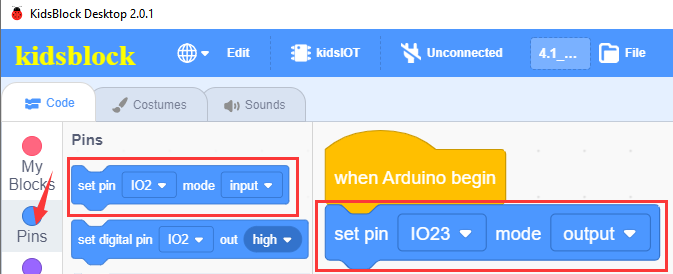 KidsBlock Desktop 2.0.1
kidsblock Edit kidsIOT Unconnected 4.1_... File
Code Costumes Sounds
My Blocks
Pins
Pins
set pin IO2 mode input
set digital pin IO2 out high
when Arduino begin
set pin IO23 mode output